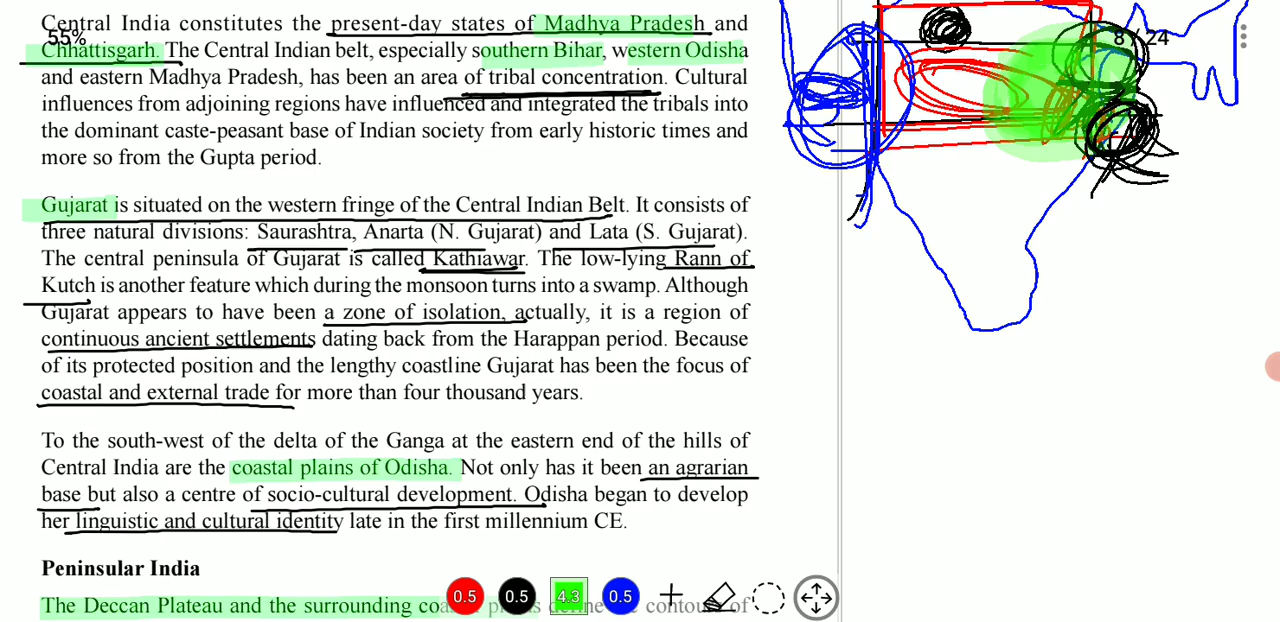 Central India constitutes the present-day states of Madhya Pradesh and
55%
Chhattisgarh. The Central Indian belt, especially southern Bihar, western Odisha
8 / 24
and eastern Madhya Pradesh, has been an area of tribal concentration. Cultural
influences from adjoining regions have influenced and integrated the tribals into
the dominant caste-peasant base of Indian society from early historic times and
more so from the Gupta period.
Gujarat is situated on the western fringe of the Central Indian Belt. It consists of
three natural divisions: Saurashtra, Anarta (N. Gujarat) and Lata (S. Gujarat).
The central peninsula of Gujarat is called Kathiawar. The low-lying Rann of
Kutch is another feature which during the monsoon turns into a swamp. Although
Gujarat appears to have been a zone of isolation, actually, it is a region of
continuous ancient settlements dating back from the Harappan period. Because
of its protected position and the lengthy coastline Gujarat has been the focus of
coastal and external trade for more than four thousand years.
To the south-west of the delta of the Ganga at the eastern end of the hills of
Central India are the coastal plains of Odisha. Not only has it been an agrarian
base but also a centre of socio-cultural development. Odisha began to develop
her linguistic and cultural identity late in the first millennium CE.
Peninsular India
The Deccan Plateau and the surrounding contours of
0.5 0.5 4.3 0.5